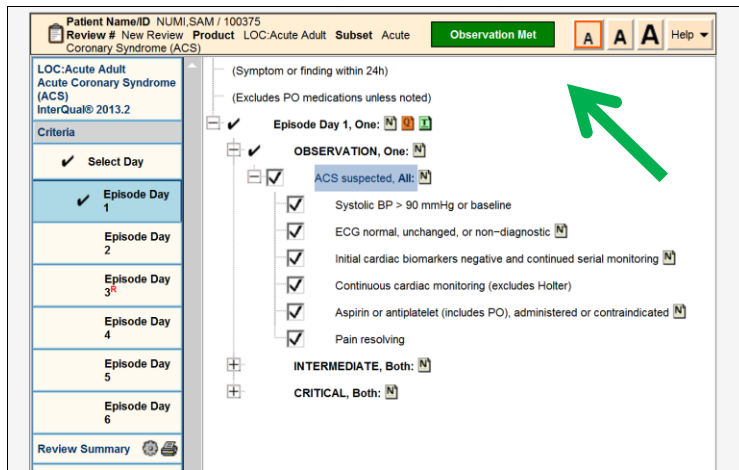 Patient Name/ID NUMI,SAM / 100375
Review # New Review Product LOC:Acute Adult Subset Acute
Coronary Syndrome (ACS)
Observation Met
A A A Help
LOC:Acute Adult
Acute Coronary Syndrome
(ACS)
InterQual® 2013.2
Criteria
Select Day
Episode Day
1
Episode Day
2
Episode Day
3R
Episode Day
4
Episode Day
5
Episode Day
6
Review Summary
(Symptom or finding within 24h)
(Excludes PO medications unless noted)
Episode Day 1, One: N Q T
OBSERVATION, One: N
ACS suspected, All: N
Systolic BP > 90 mmHg or baseline
ECG normal, unchanged, or non−diagnostic N
Initial cardiac biomarkers negative and continued serial monitoring N
Continuous cardiac monitoring (excludes Holter)
Aspirin or antiplatelet (includes PO), administered or contraindicated N
Pain resolving
INTERMEDIATE, Both: N
CRITICAL, Both: N